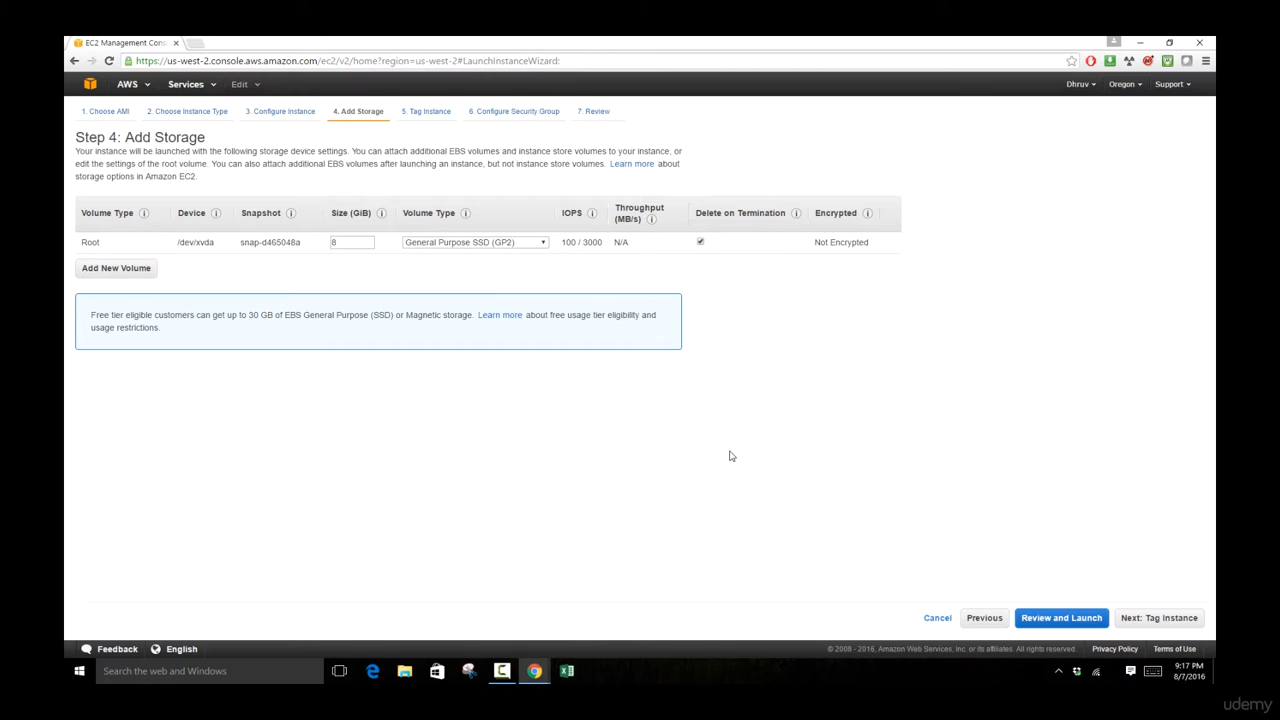 EC2 Management Cons
https://us-west-2.console.aws.amazon.com/ec2/v2/home?region=us-west-2#LaunchInstanceWizard:
AWS Services Edit Dhruv Oregon Support
1. Choose AMI 2. Choose Instance Type 3. Configure Instance 4. Add Storage 5. Tag Instance 6. Configure Security Group 7. Review
Step 4: Add Storage
Your instance will be launched with the following storage device settings. You can attach additional EBS volumes and instance store volumes to your instance, or
edit the settings of the root volume. You can also attach additional EBS volumes after launching an instance, but not instance store volumes. Learn more about
storage options in Amazon EC2.
Volume Type Device Snapshot Size (GiB) Volume Type IOPS Throughput (MB/s) Delete on Termination Encrypted
Root /dev/xvda snap-d465048a 8 General Purpose SSD (GP2) 100 / 3000 N/A Not Encrypted
Add New Volume
Free tier eligible customers can get up to 30 GB of EBS General Purpose (SSD) or Magnetic storage. Learn more about free usage tier eligibility and
usage restrictions.
Cancel Previous Review and Launch Next: Tag Instance
Feedback English © 2008 - 2016, Amazon Web Services, Inc. or its affiliates. All rights reserved. Privacy Policy Terms of Use
Search the web and Windows
9:17 PM
8/7/2016
udemy